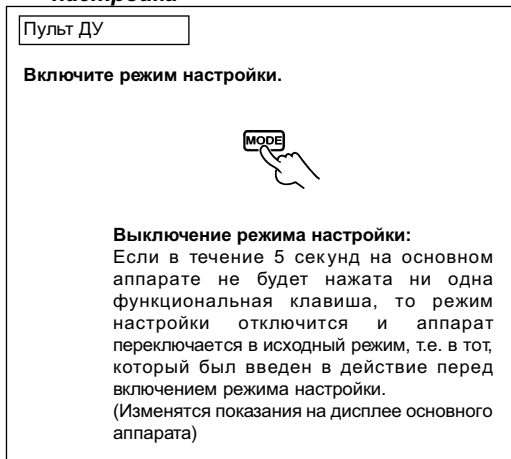 настройка
Пульт ДУ
Включите режим настройки.
MODE
Выключение режима настройки:
Если в течение 5 секунд на основном
аппарате не будет нажата ни одна
функциональная клавиша, то режим
настройки отключится и аппарат
переключается в исходный режим, т.е. в тот,
который был введен в действие перед
включением режима настройки.
(Изменятся показания на дисплее основного
аппарата)